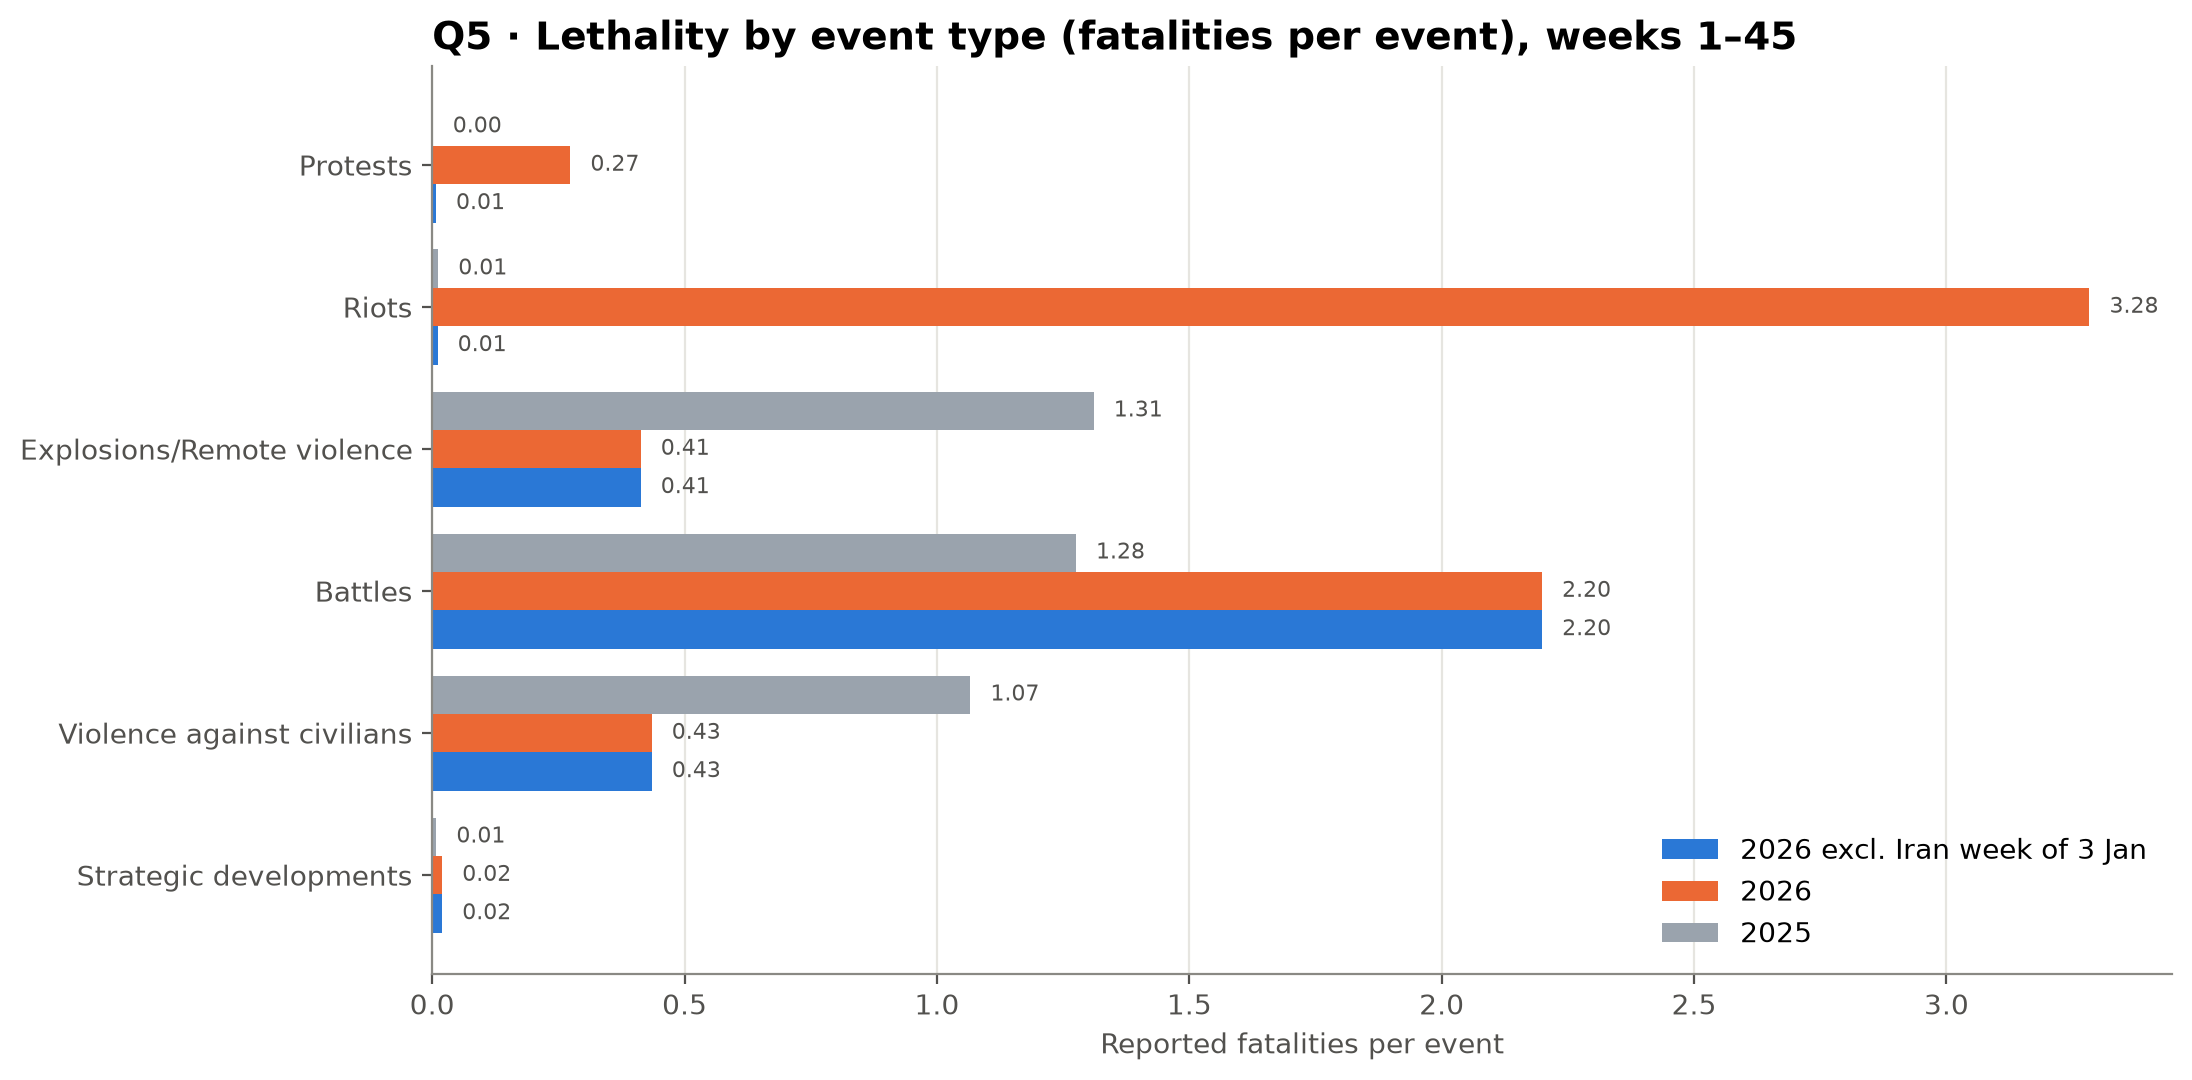 Q5 · Lethality by event type (fatalities per event), weeks 1–45
0.00
Protests
0.27
0.01
0.01
Riots
3.28
0.01
1.31
Explosions/Remote violence
0.41
0.41
1.28
Battles
2.20
2.20
1.07
Violence against civilians
0.43
0.43
0.01
Strategic developments
0.02
0.02
2026 excl. Iran week of 3 Jan
2026
2025
0.0 0.5 1.0 1.5 2.0 2.5 3.0
Reported fatalities per event